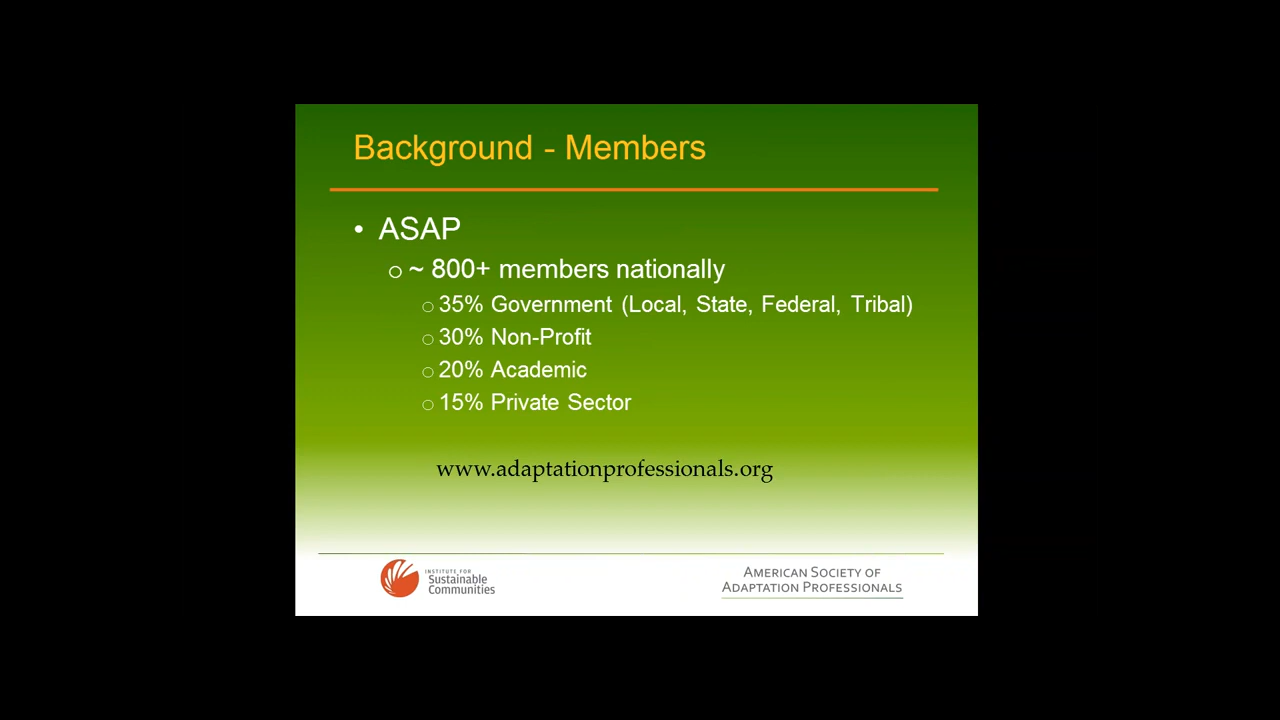 Background - Members
• ASAP
o ~ 800+ members nationally
o 35% Government (Local, State, Federal, Tribal)
o 30% Non-Profit
o 20% Academic
o 15% Private Sector
www.adaptationprofessionals.org
INSTITUTE FOR
Sustainable
Communities
AMERICAN SOCIETY OF
ADAPTATION PROFESSIONALS